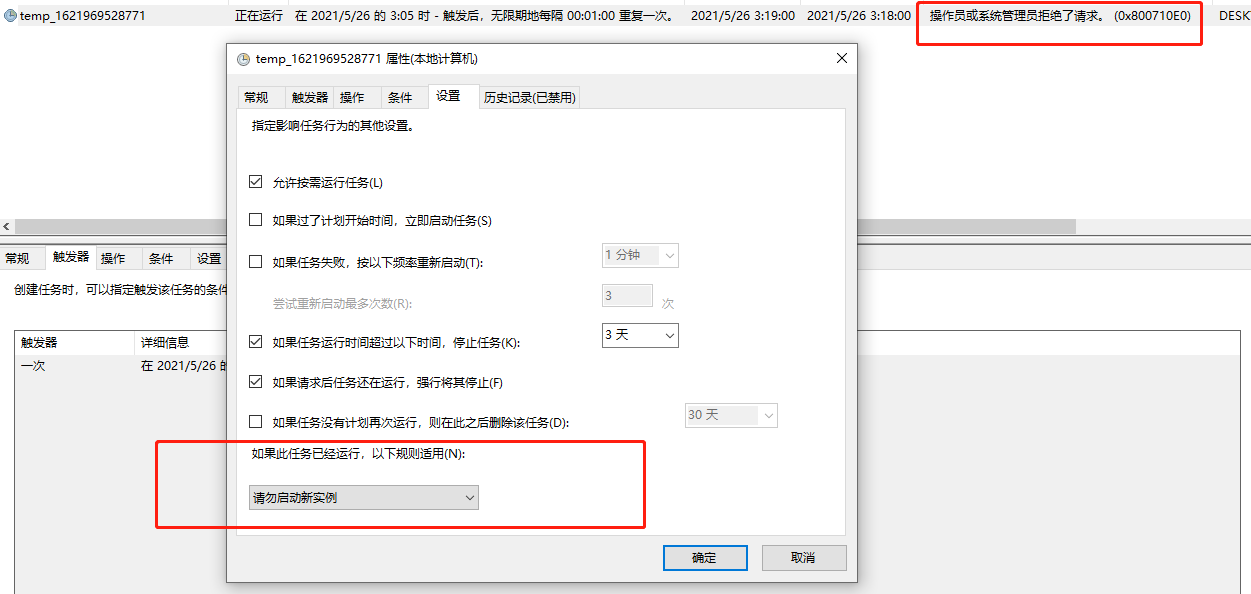 temp_1621969528771 正在运行 在 2021/5/26 的 3:05 时 - 触发后，无限期地每隔 00:01:00 重复一次。 2021/5/26 3:19:00 2021/5/26 3:18:00 操作员或系统管理员拒绝了请求。 (0x800710E0) DESK
temp_1621969528771 属性(本地计算机)
常规 触发器 操作 条件 设置 历史记录(已禁用)
指定影响任务行为的其他设置。
允许按需运行任务(L)
如果过了计划开始时间，立即启动任务(S)
如果任务失败，按以下频率重新启动(T): 1 分钟
尝试重新启动最多次数(R): 3 次
如果任务运行时间超过以下时间，停止任务(K): 3 天
如果请求后任务还在运行，强行将其停止(F)
如果任务没有计划再次运行，则在此之后删除该任务(D): 30 天
如果此任务已经运行，以下规则适用(N):
请勿启动新实例
确定 取消
常规 触发器 操作 条件 设置
创建任务时，可以指定触发该任务的条件
触发器 详细信息
一次 在 2021/5/26 的